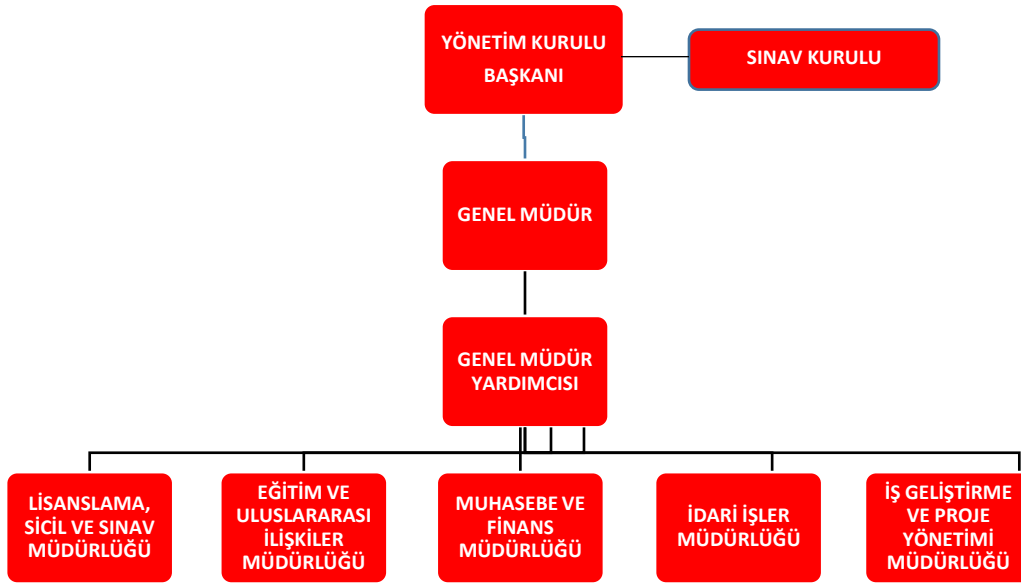 YÖNETİM KURULU
BAŞKANI
SINAV KURULU
GENEL MÜDÜR
GENEL MÜDÜR
YARDIMCISI
LİSANSLAMA,
SİCİL VE SINAV
MÜDÜRLÜĞÜ
EĞİTİM VE
ULUSLARARASI
İLİŞKİLER
MÜDÜRLÜĞÜ
MUHASEBE VE
FİNANS
MÜDÜRLÜĞÜ
İDARİ İŞLER
MÜDÜRLÜĞÜ
İŞ GELİŞTİRME
VE PROJE
YÖNETİMİ
MÜDÜRLÜĞÜ